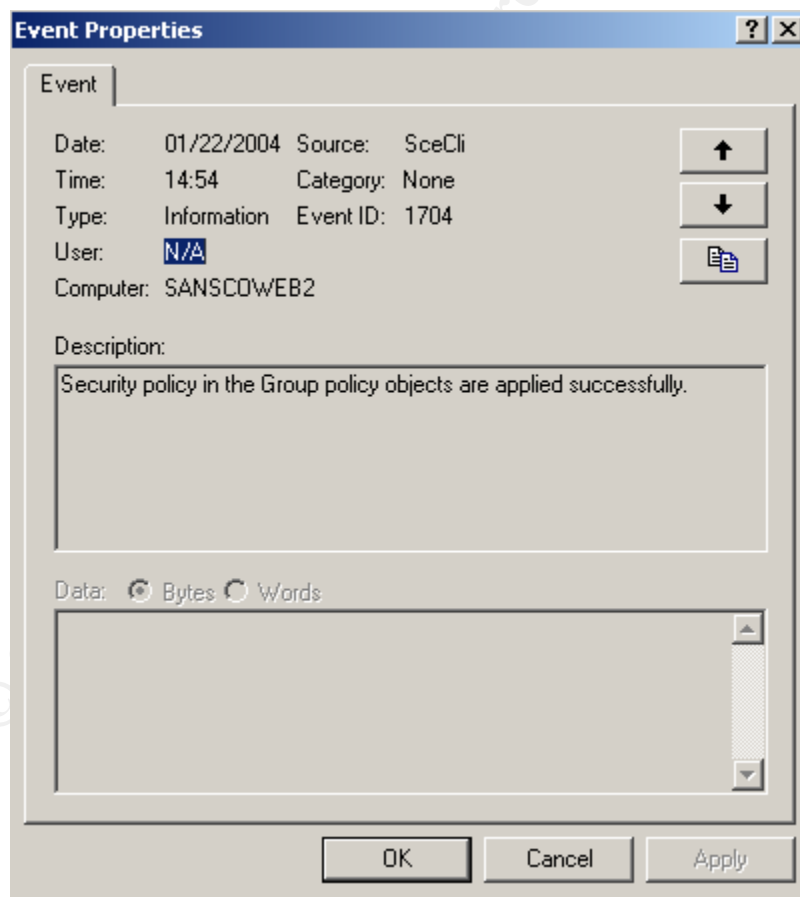 Event Properties
Event
Date: 01/22/2004 Source: SceCli
Time: 14:54 Category: None
Type: Information Event ID: 1704
User: N/A
Computer: SANSCOWEB2
Description:
Security policy in the Group policy objects are applied successfully.
Data: Bytes Words
OK Cancel Apply